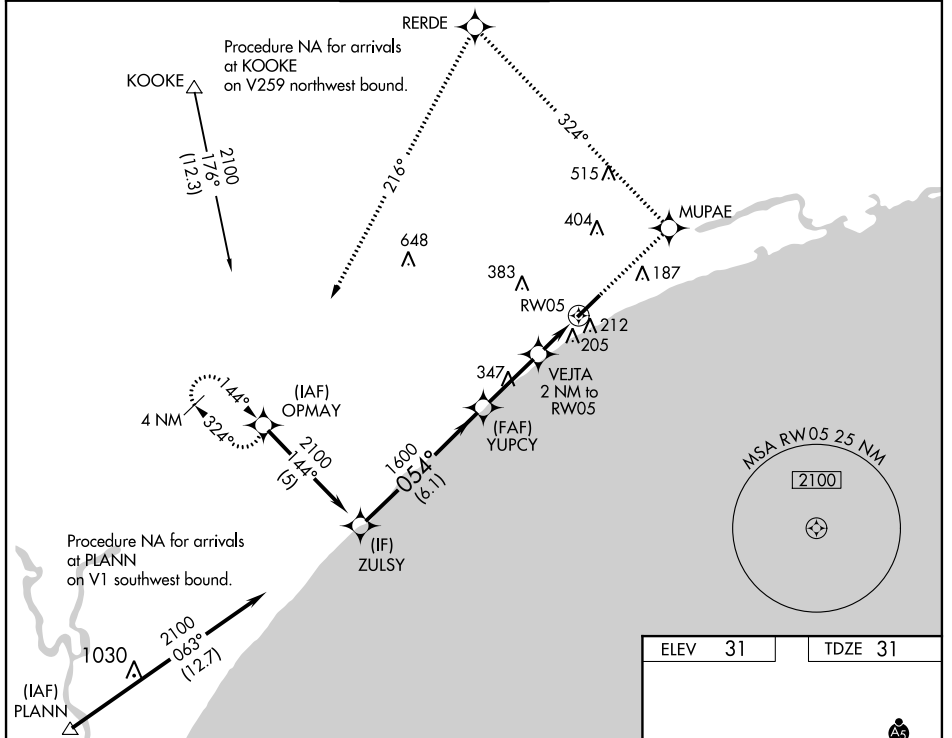 RERDE
Procedure NA for arrivals
at KOOKE
on V259 northwest bound.
KOOKE
2100
176°
(12.3)
216°
324°
515
404
MUPAE
648
383
187
RW05
212
205
347
VEJTA
2 NM to
RW05
(FAF)
YUPCY
144°
324°
4 NM
(IAF)
OPMAY
2100
144°
(5)
1600
054°
(6.1)
(IF)
ZULSY
MSA RW05 25 NM
2100
Procedure NA for arrivals
at PLANN
on V1 southwest bound.
2100
063°
(12.7)
1030
(IAF)
PLANN
ELEV 31
TDZE 31
A5